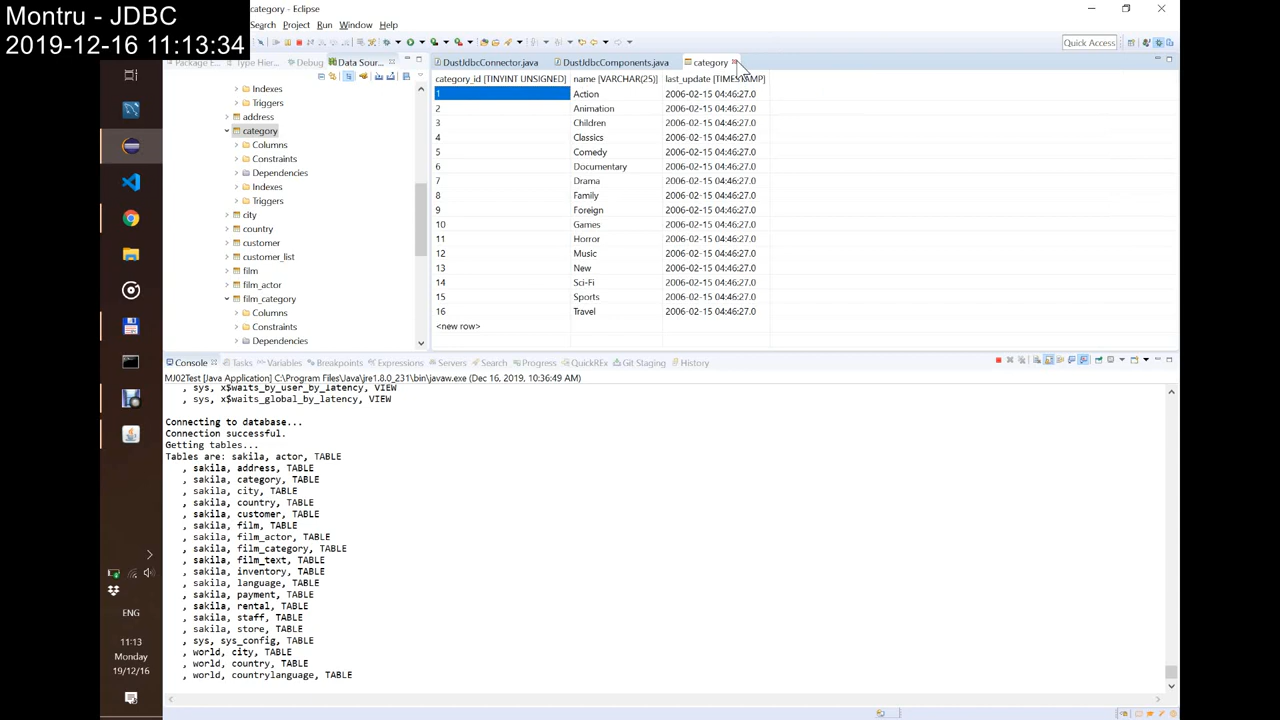 Montru - JDBC
2019-12-16 11:13:34
category - Eclipse
Search Project Run Window Help
Quick Access
Package E... Type Hier... Debug Data Sour...
DustJdbcConnector.java DustJdbcComponents.java category
category_id [TINYINT UNSIGNED] name [VARCHAR(25)] last_update [TIMESTAMP]
1 Action 2006-02-15 04:46:27.0
2 Animation 2006-02-15 04:46:27.0
3 Children 2006-02-15 04:46:27.0
4 Classics 2006-02-15 04:46:27.0
5 Comedy 2006-02-15 04:46:27.0
6 Documentary 2006-02-15 04:46:27.0
7 Drama 2006-02-15 04:46:27.0
8 Family 2006-02-15 04:46:27.0
9 Foreign 2006-02-15 04:46:27.0
10 Games 2006-02-15 04:46:27.0
11 Horror 2006-02-15 04:46:27.0
12 Music 2006-02-15 04:46:27.0
13 New 2006-02-15 04:46:27.0
14 Sci-Fi 2006-02-15 04:46:27.0
15 Sports 2006-02-15 04:46:27.0
16 Travel 2006-02-15 04:46:27.0
<new row>
Indexes
Triggers
address
category
Columns
Constraints
Dependencies
Indexes
Triggers
city
country
customer
customer_list
film
film_actor
film_category
Columns
Constraints
Dependencies
Console Tasks Variables Breakpoints Expressions Servers Search Progress QuickREx Git Staging History
MJ02Test [Java Application] C:\Program Files\Java\jre1.8.0_231\bin\javaw.exe (Dec 16, 2019, 10:36:49 AM)
, sys, x$waits_by_user_by_latency, VIEW
, sys, x$waits_global_by_latency, VIEW
Connecting to database...
Connection successful.
Getting tables...
Tables are: sakila, actor, TABLE
, sakila, address, TABLE
, sakila, category, TABLE
, sakila, city, TABLE
, sakila, country, TABLE
, sakila, customer, TABLE
, sakila, film, TABLE
, sakila, film_actor, TABLE
, sakila, film_category, TABLE
, sakila, film_text, TABLE
, sakila, inventory, TABLE
, sakila, language, TABLE
, sakila, payment, TABLE
, sakila, rental, TABLE
, sakila, staff, TABLE
, sakila, store, TABLE
, sys, sys_config, TABLE
, world, city, TABLE
, world, country, TABLE
, world, countrylanguage, TABLE
ENG
11:13
Monday
19/12/16